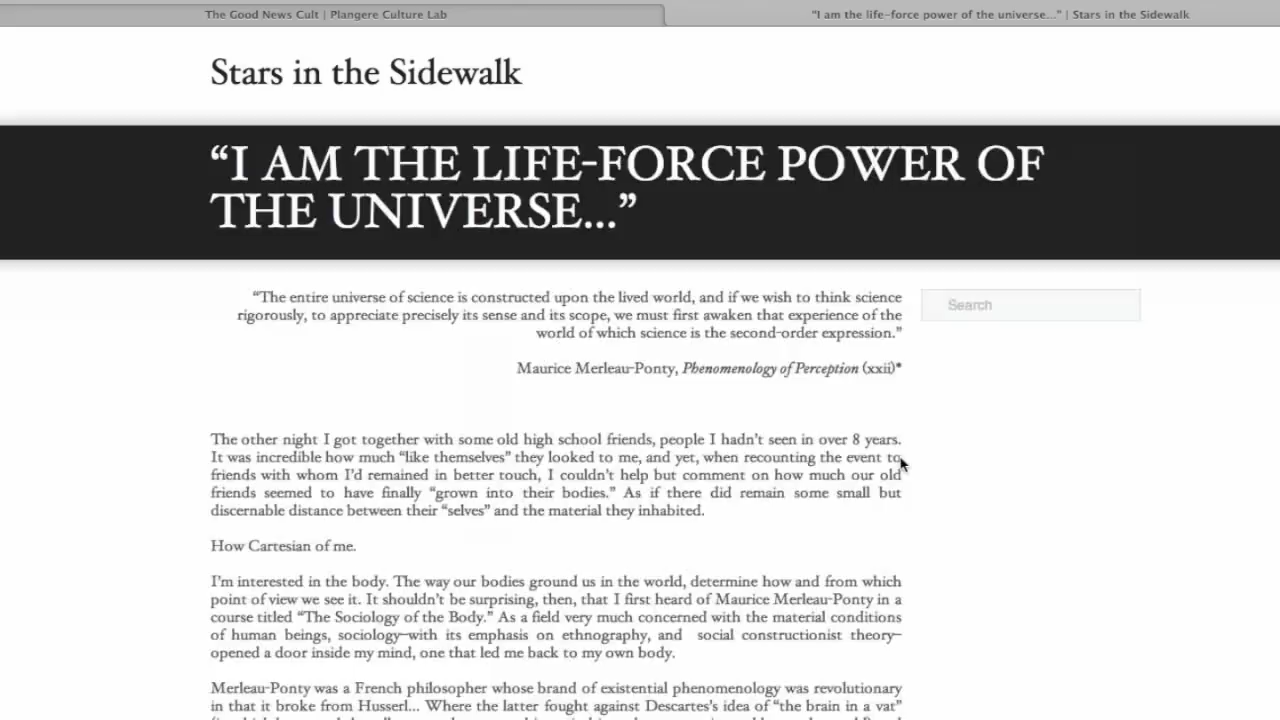 The Good News Cult | Plangere Culture Lab
"I am the life-force power of the universe..." | Stars in the Sidewalk
Stars in the Sidewalk
“I AM THE LIFE-FORCE POWER OF
THE UNIVERSE...”
“The entire universe of science is constructed upon the lived world, and if we wish to think science
rigorously, to appreciate precisely its sense and its scope, we must first awaken that experience of the
world of which science is the second-order expression.”
Search
Maurice Merleau-Ponty, Phenomenology of Perception (xxii)*
The other night I got together with some old high school friends, people I hadn’t seen in over 8 years.
It was incredible how much “like themselves” they looked to me, and yet, when recounting the event to
friends with whom I’d remained in better touch, I couldn’t help but comment on how much our old
friends seemed to have finally “grown into their bodies.” As if there did remain some small but
discernable distance between their “selves” and the material they inhabited.
How Cartesian of me.
I’m interested in the body. The way our bodies ground us in the world, determine how and from which
point of view we see it. It shouldn’t be surprising, then, that I first heard of Maurice Merleau-Ponty in a
course titled “The Sociology of the Body.” As a field very much concerned with the material conditions
of human beings, sociology–with its emphasis on ethnography, and social constructionist theory–
opened a door inside my mind, one that led me back to my own body.
Merleau-Ponty was a French philosopher whose brand of existential phenomenology was revolutionary
in that it broke from Husserl... Where the latter fought against Descartes’s idea of “the brain in a vat”